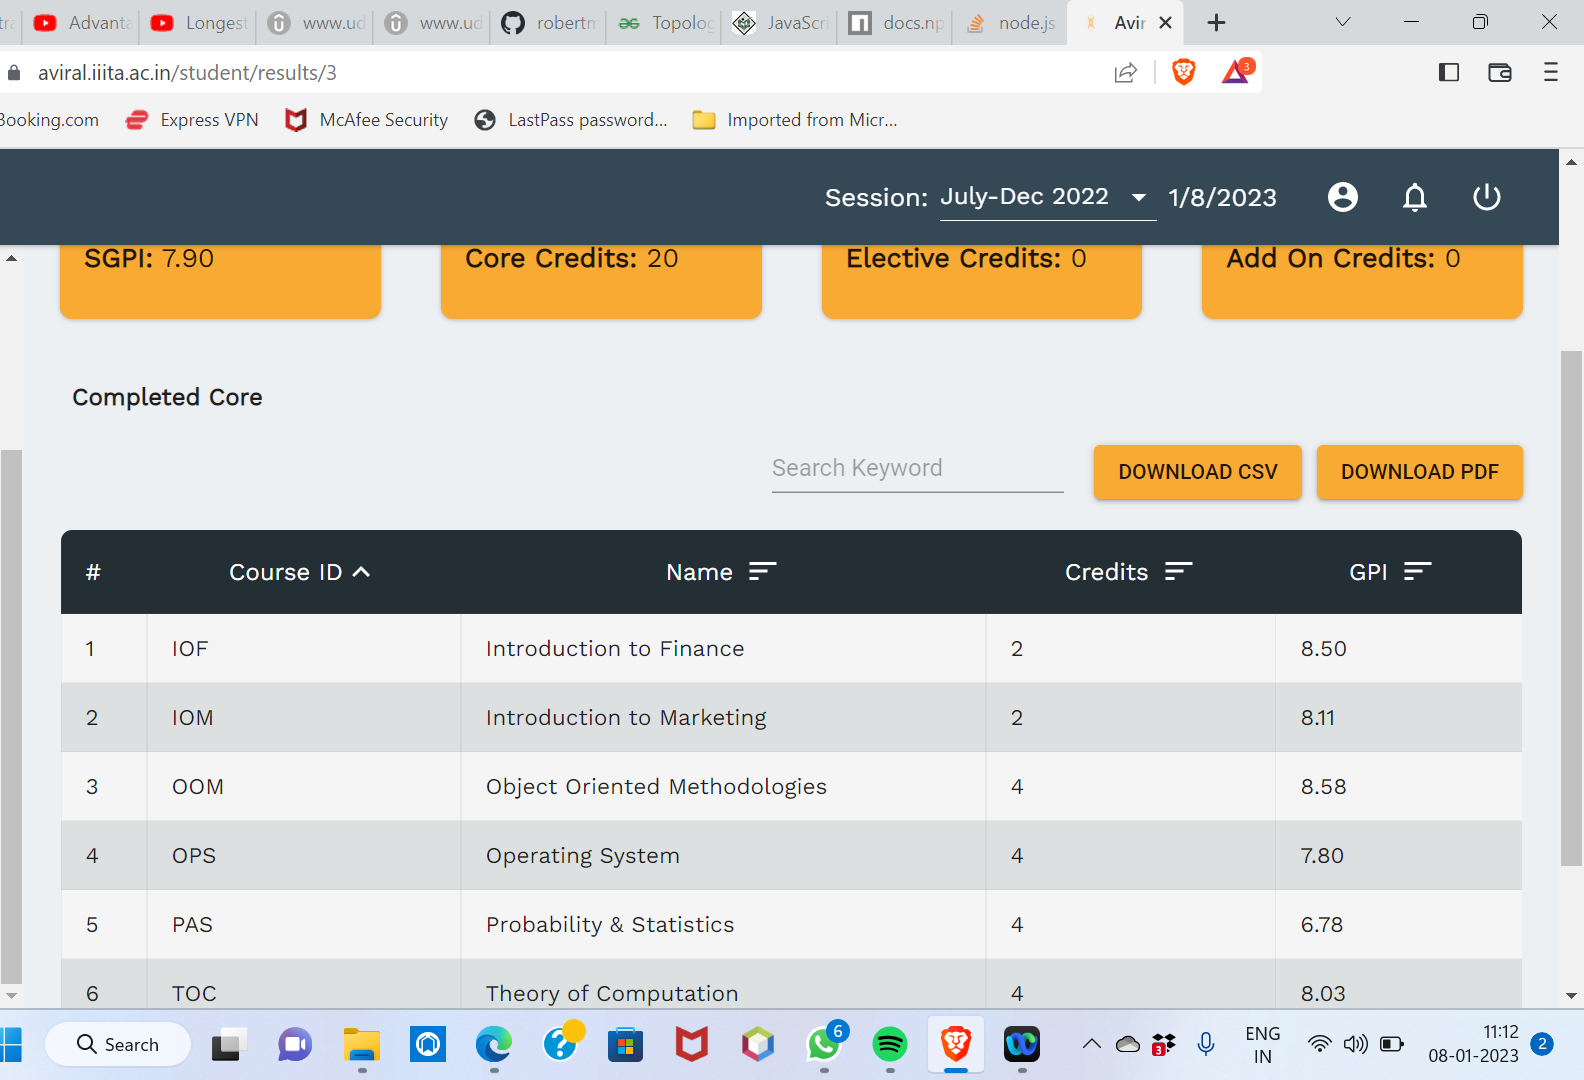 Advanta
Longest
www.ud
www.ud
robertm
Topolog
JavaScri
docs.np
node.js
Avir
aviral.iiita.ac.in/student/results/3
3
Booking.com
Express VPN
McAfee Security
LastPass password...
Imported from Micr...
Session: July-Dec 2022 1/8/2023
SGPI: 7.90
Core Credits: 20
Elective Credits: 0
Add On Credits: 0
Completed Core
Search Keyword
DOWNLOAD CSV
DOWNLOAD PDF
# Course ID Name Credits GPI
1 IOF Introduction to Finance 2 8.50
2 IOM Introduction to Marketing 2 8.11
3 OOM Object Oriented Methodologies 4 8.58
4 OPS Operating System 4 7.80
5 PAS Probability & Statistics 4 6.78
6 TOC Theory of Computation 4 8.03
Search
6
3
ENG
IN
11:12
08-01-2023
2